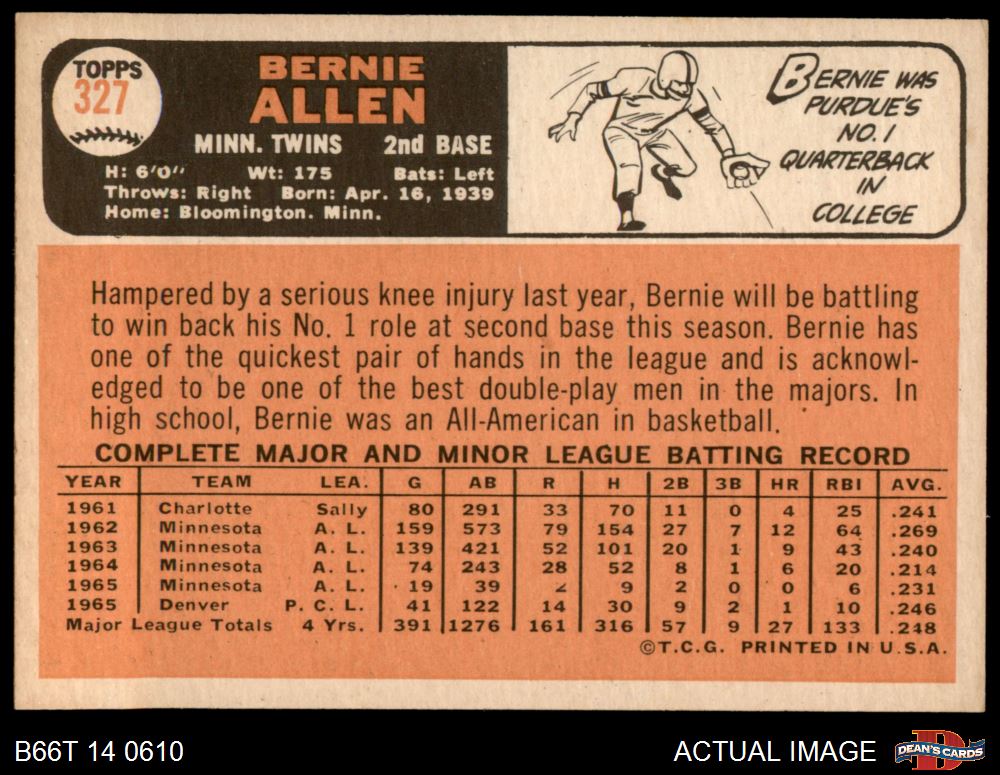 TOPPS
327
BERNIE
ALLEN
MINN. TWINS 2nd BASE
H: 6'0" Wt: 175 Bats: Left
Throws: Right Born: Apr. 16, 1939
Home: Bloomington. Minn.
BERNIE WAS
PURDUE'S
NO. 1
QUARTERBACK
IN
COLLEGE
Hampered by a serious knee injury last year, Bernie will be battling
to win back his No. 1 role at second base this season. Bernie has
one of the quickest pair of hands in the league and is acknowl-
edged to be one of the best double-play men in the majors. In
high school, Bernie was an All-American in basketball.
COMPLETE MAJOR AND MINOR LEAGUE BATTING RECORD
YEAR TEAM LEA. G AB R H 2B 3B HR RBI AVG.
1961 Charlotte Sally 80 291 33 70 11 0 4 25 .241
1962 Minnesota A. L. 159 573 79 154 27 7 12 64 .269
1963 Minnesota A. L. 139 421 52 101 20 1 9 43 .240
1964 Minnesota A. L. 74 243 28 52 8 1 6 20 .214
1965 Minnesota A. L. 19 39 2 9 2 0 0 6 .231
1965 Denver P. C. L. 41 122 14 30 9 2 1 10 .246
Major League Totals 4 Yrs. 391 1276 161 316 57 9 27 133 .248
©T.C.G. PRINTED IN U.S.A.
B66T 14 0610
ACTUAL IMAGE
DEAN'S CARDS